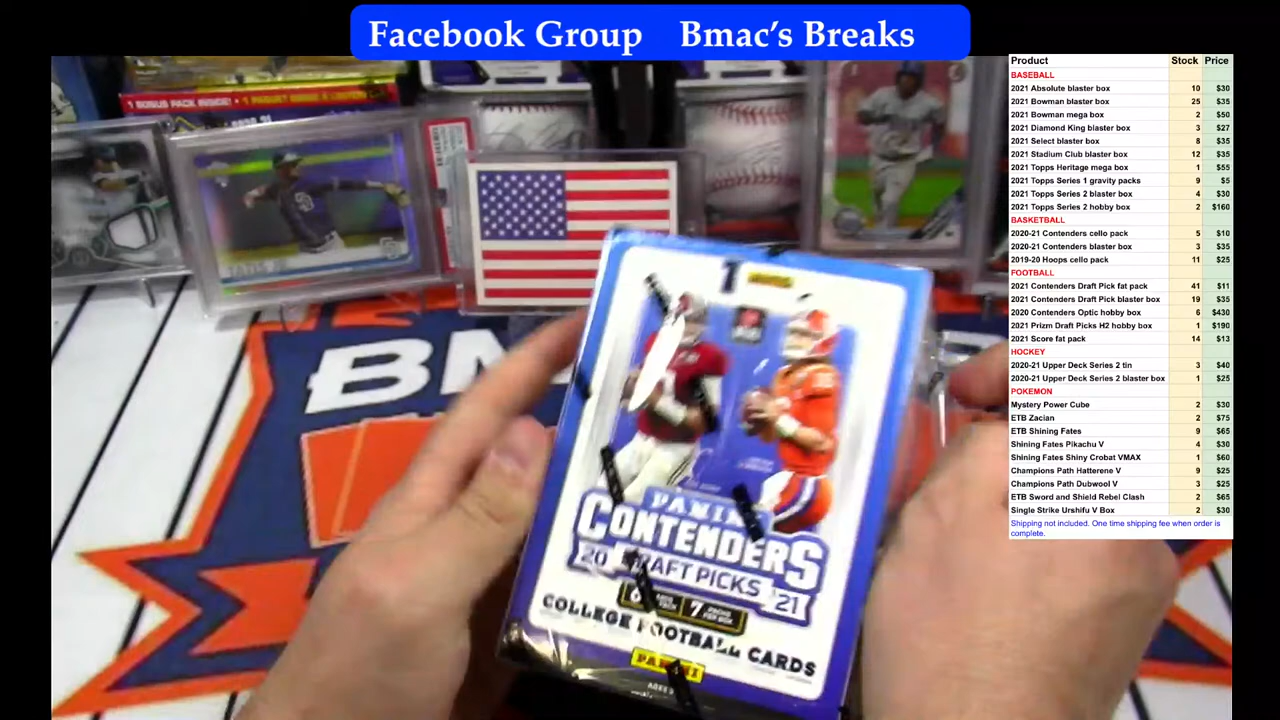 Facebook Group Bmac's Breaks
Product Stock Price
BASEBALL
2021 Absolute blaster box 10 $30
2021 Bowman blaster box 25 $35
2021 Bowman mega box 2 $50
2021 Diamond King blaster box 3 $27
2021 Select blaster box 8 $35
2021 Stadium Club blaster box 12 $35
2021 Topps Heritage mega box 1 $55
2021 Topps Series 1 gravity packs 9 $5
2021 Topps Series 2 blaster box 4 $30
2021 Topps Series 2 hobby box 2 $160
BASKETBALL
2020-21 Contenders cello pack 5 $10
2020-21 Contenders blaster box 3 $35
2019-20 Hoops cello pack 11 $25
FOOTBALL
2021 Contenders Draft Pick fat pack 41 $11
2021 Contenders Draft Pick blaster box 19 $35
2020 Contenders Optic hobby box 6 $430
2021 Prizm Draft Picks H2 hobby box 1 $190
2021 Score fat pack 14 $13
HOCKEY
2020-21 Upper Deck Series 2 tin 3 $40
2020-21 Upper Deck Series 2 blaster box 1 $25
POKEMON
Mystery Power Cube 2 $30
ETB Zacian 2 $75
ETB Shining Fates 9 $65
Shining Fates Pikachu V 4 $30
Shining Fates Shiny Crobat VMAX 1 $60
Champions Path Hatterene V 9 $25
Champions Path Dubwool V 3 $25
ETB Sword and Shield Rebel Clash 2 $65
Single Strike Urshifu V Box 2 $30
Shipping not included. One time shipping fee when order is
complete.
1 BONUS PACK INSIDE!
TATIS JR
BM
PANINI
CONTENDERS
20 DRAFT PICKS 21
6 7
COLLEGE FOOTBALL CARDS
PANINI
AGES